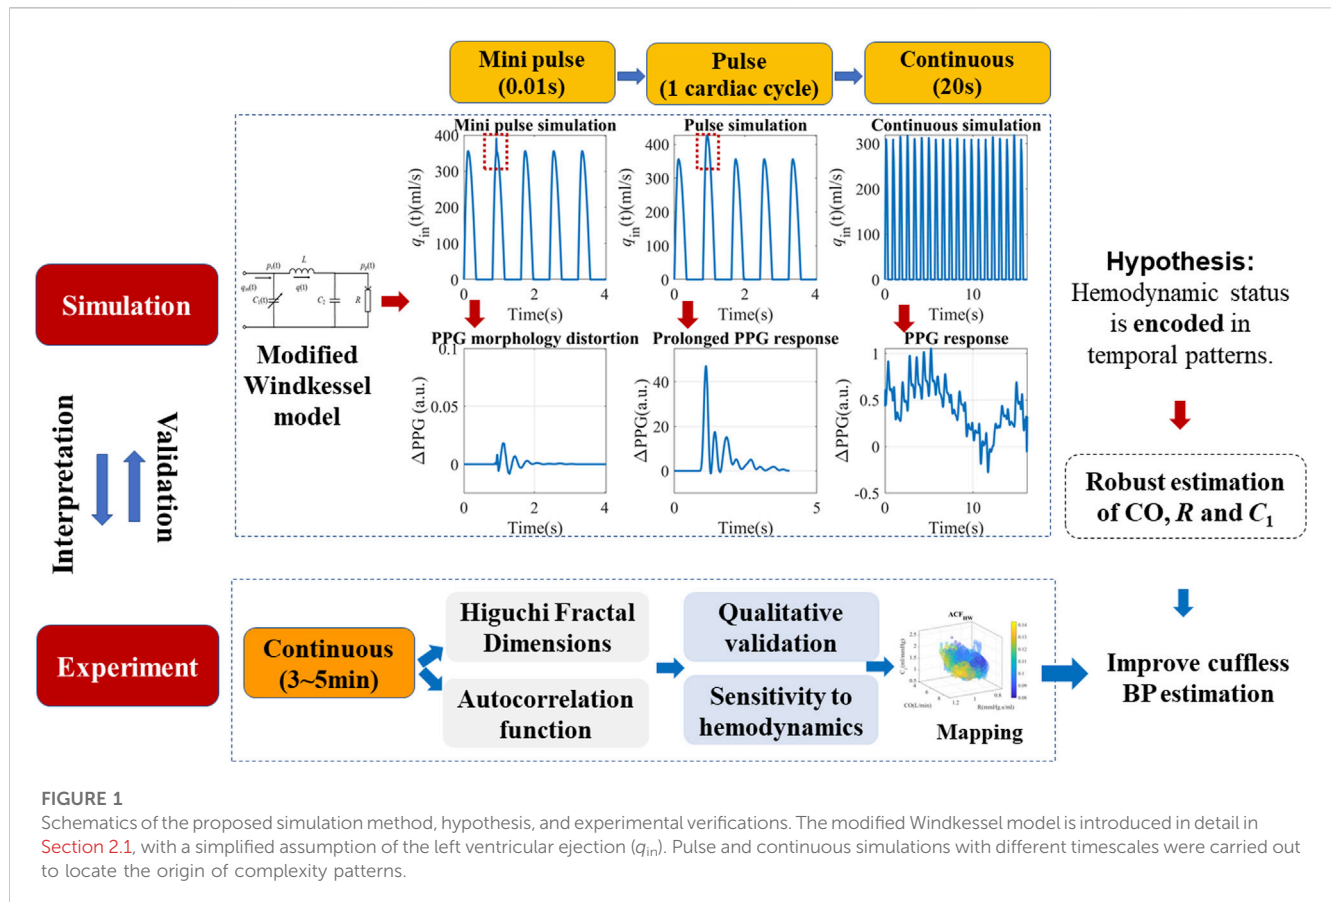 Mini pulse
(0.01s)
Pulse
(1 cardiac cycle)
Continuous
(20s)
Mini pulse simulation
400
300
200
100
0
q_in(t)(ml/s)
0 2 4
Time(s)
Pulse simulation
400
300
200
100
0
q_in(t)(ml/s)
0 2 4
Time(s)
Continuous simulation
300
200
100
0
q_in(t)(ml/s)
0 10
Time(s)
Simulation
L
C₂
R
Modified
Windkessel
model
PPG morphology distortion
0.1
0.05
0
ΔPPG (a.u.)
0 2 4
Time(s)
Prolonged PPG response
40
20
0
ΔPPG(a.u.)
0 5
Time(s)
PPG response
1
0.5
0
-0.5
ΔPPG(a.u.)
0 10
Time(s)
Hypothesis:
Hemodynamic status
is encoded in
temporal patterns.
Robust estimation
of CO, R and C₁
Interpretation
Validation
Experiment
Continuous
(3~5min)
Higuchi Fractal
Dimensions
Autocorrelation
function
Qualitative
validation
Sensitivity to
hemodynamics
ACF_HW
CO(L/min)
R(mmHg.s/ml)
Mapping
Improve cuffless
BP estimation
FIGURE 1
Schematics of the proposed simulation method, hypothesis, and experimental verifications. The modified Windkessel model is introduced in detail in
Section 2.1, with a simplified assumption of the left ventricular ejection (q_in). Pulse and continuous simulations with different timescales were carried out
to locate the origin of complexity patterns.